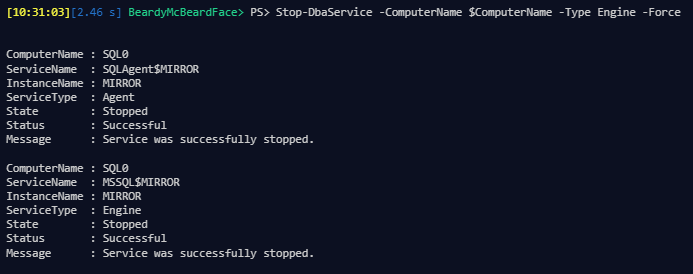 [10:31:03][2.46 s] BeardyMcBeardFace> PS> Stop-DbaService -ComputerName $ComputerName -Type Engine -Force
ComputerName : SQL0
ServiceName  : SQLAgent$MIRROR
InstanceName : MIRROR
ServiceType  : Agent
State        : Stopped
Status       : Successful
Message      : Service was successfully stopped.
ComputerName : SQL0
ServiceName  : MSSQL$MIRROR
InstanceName : MIRROR
ServiceType  : Engine
State        : Stopped
Status       : Successful
Message      : Service was successfully stopped.